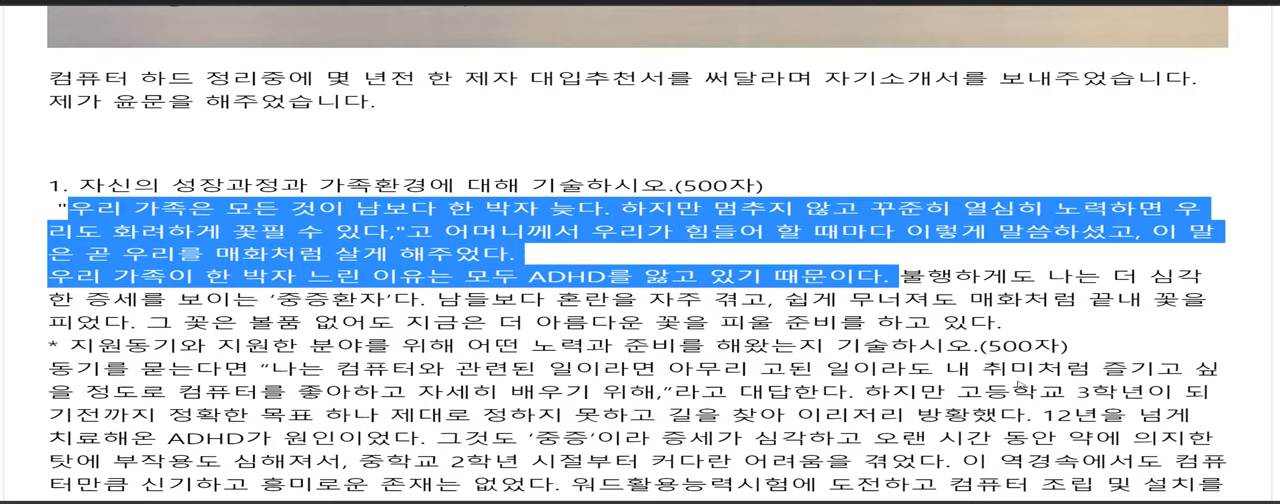 컴퓨터 하드 정리중에 몇 년전 한 제자 대입추천서를 써달라며 자기소개서를 보내주었습니다.
제가 윤문을 해주었습니다.
1. 자신의 성장과정과 가족환경에 대해 기술하시오.(500자)
"우리 가족은 모든 것이 남보다 한 박자 늦다. 하지만 멈추지 않고 꾸준히 열심히 노력하면 우
리도 화려하게 꽃필 수 있다,"고 어머니께서 우리가 힘들어 할 때마다 이렇게 말씀하셨고, 이 말
은 곧 우리를 매화처럼 살게 해주었다.
우리 가족이 한 박자 느린 이유는 모두 ADHD를 앓고 있기 때문이다. 불행하게도 나는 더 심각
한 증세를 보이는 '중증환자'다. 남들보다 혼란을 자주 겪고, 쉽게 무너져도 매화처럼 끝내 꽃을
피었다. 그 꽃은 볼품 없어도 지금은 더 아름다운 꽃을 피울 준비를 하고 있다.
* 지원동기와 지원한 분야를 위해 어떤 노력과 준비를 해왔는지 기술하시오.(500자)
동기를 묻는다면 "나는 컴퓨터와 관련된 일이라면 아무리 고된 일이라도 내 취미처럼 즐기고 싶
을 정도로 컴퓨터를 좋아하고 자세히 배우기 위해,"라고 대답한다. 하지만 고등학교 3학년이 되
기전까지 정확한 목표 하나 제대로 정하지 못하고 길을 찾아 이리저리 방황했다. 12년을 넘게
치료해온 ADHD가 원인이었다. 그것도 '중증'이라 증세가 심각하고 오랜 시간 동안 약에 의지한
탓에 부작용도 심해져서, 중학교 2학년 시절부터 커다란 어려움을 겪었다. 이 역경속에서도 컴퓨
터만큼 신기하고 흥미로운 존재는 없었다. 워드활용능력시험에 도전하고 컴퓨터 조립 및 설치를